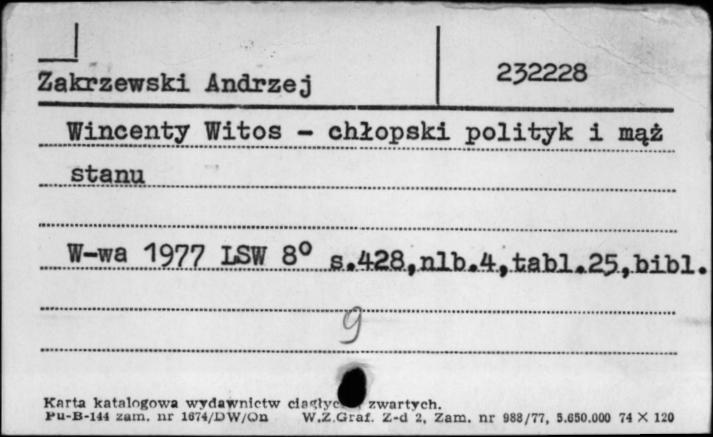 Zakrzewski Andrzej 232228
Wincenty Witos - chłopski polityk i mąż
stanu
W-wa 1977 LSW 8° s.428,nlb.4,tabl.25,bibl.
9
Karta katalogowa wydawnictw zwartych.
Pu-B-144 zam. nr 1674/DW/On W.Z.Graf. Z-d 2, Zam. nr 988/77, 5.650.000 74 X 120